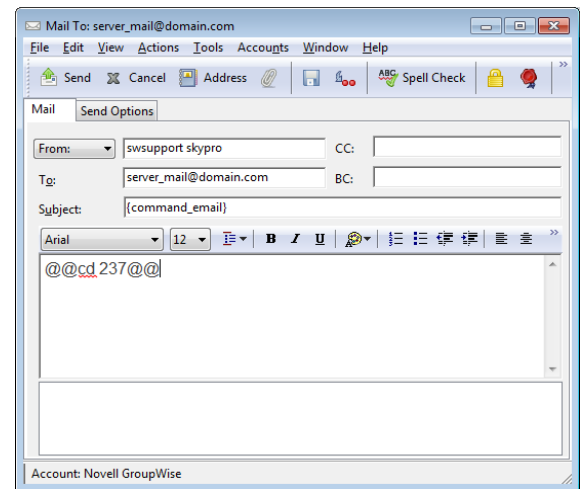 Mail To: server_mail@domain.com
File Edit View Actions Tools Accounts Window Help
Send Cancel Address ABC Spell Check »
Mail Send Options
From: swsupport skypro CC:
To: server_mail@domain.com BC:
Subject: {command_email}
Arial 12 B I U »
@@cd 237@@
Account: Novell GroupWise